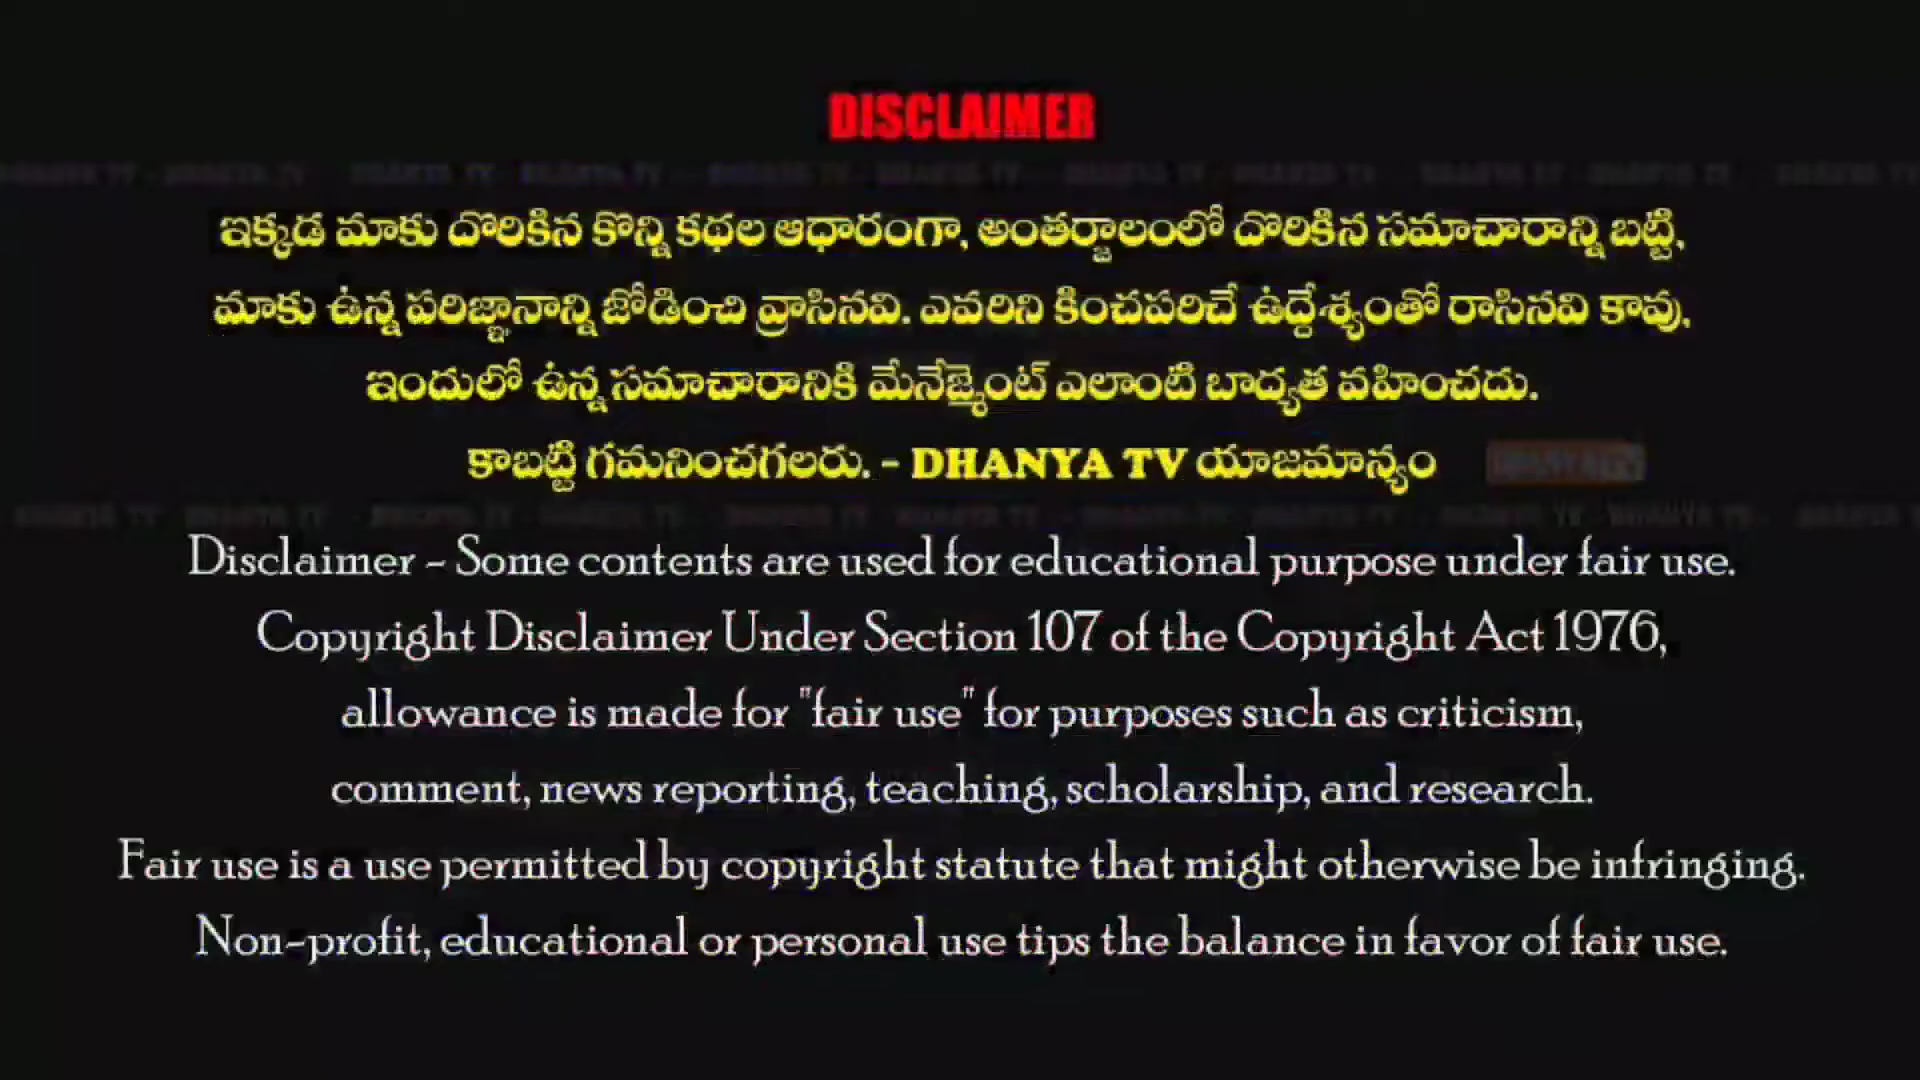 DISCLAIMER
ఇక్కడ మాకు దొరికిన కొన్ని కథల ఆధారంగా, అంతర్జాలంలో దొరికిన సమాచారాన్ని బట్టి,
మాకు ఉన్న పరిజ్ఞానాన్ని జోడించి వ్రాసినవి. ఎవరిని కించపరిచే ఉద్దేశ్యంతో రాసినవి కావు,
ఇందులో ఉన్న సమాచారానికి మేనేజ్మెంట్ ఎలాంటి బాద్యత వహించదు.
కాబట్టి గమనించగలరు. - DHANYA TV యాజమాన్యం
Disclaimer - Some contents are used for educational purpose under fair use.
Copyright Disclaimer Under Section 107 of the Copyright Act 1976,
allowance is made for "fair use" for purposes such as criticism,
comment, news reporting, teaching, scholarship, and research.
Fair use is a use permitted by copyright statute that might otherwise be infringing.
Non-profit, educational or personal use tips the balance in favor of fair use.